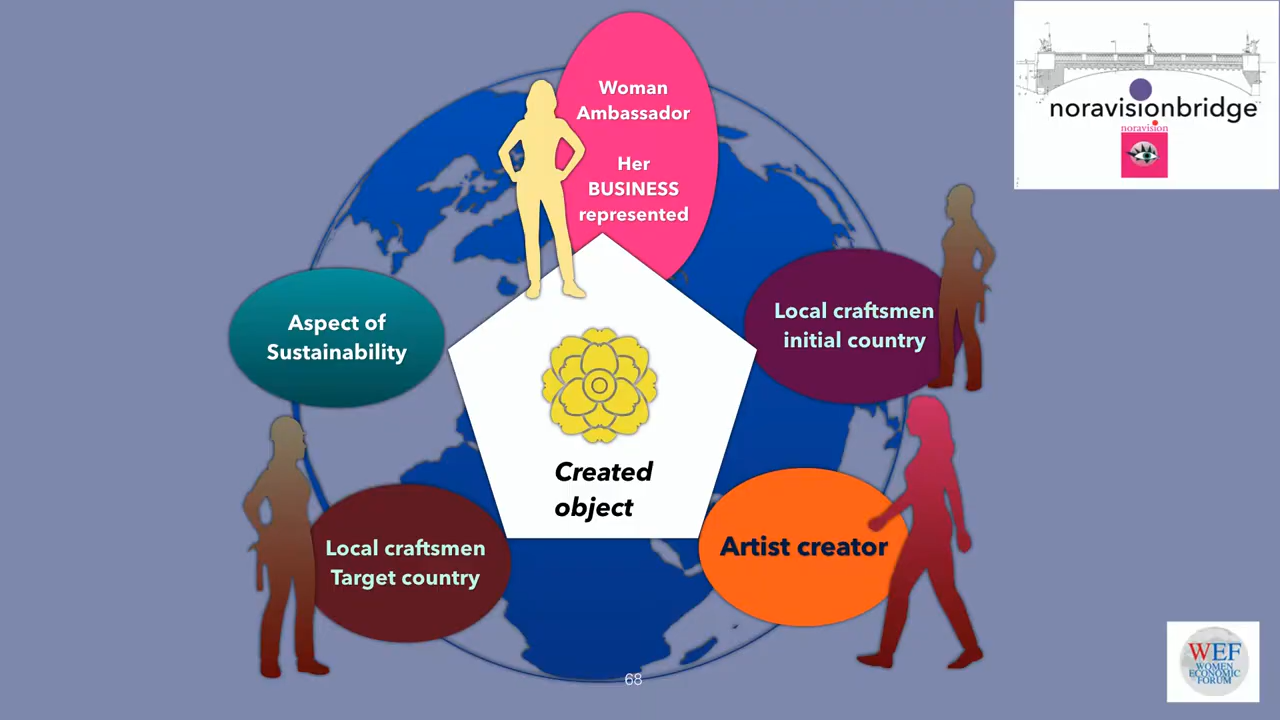 Woman
Ambassador
Her
BUSINESS
represented
noravisionbridge
noravision
Aspect of
Sustainability
Local craftsmen
initial country
Created
object
Local craftsmen
Target country
Artist creator
68
WEF
WOMEN
ECONOMIC
FORUM